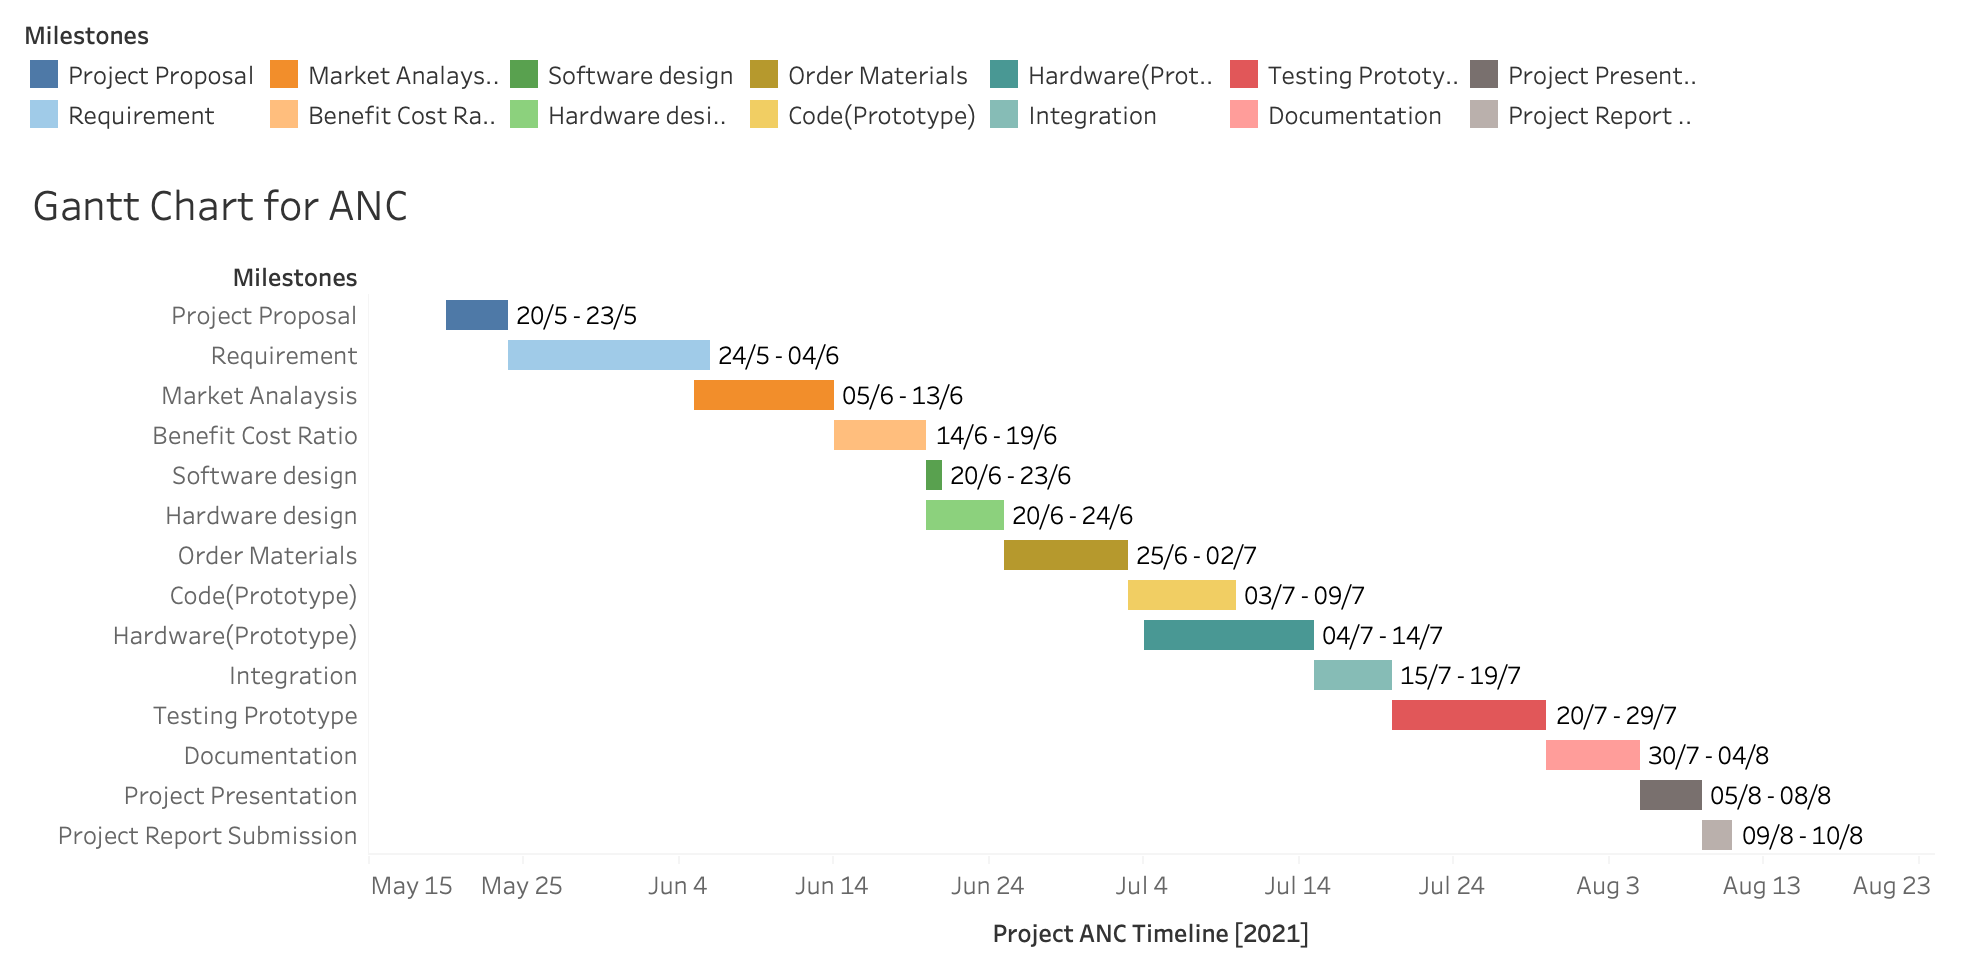 Milestones
Project Proposal Market Analays.. Software design Order Materials Hardware(Prot.. Testing Prototy.. Project Present..
Requirement Benefit Cost Ra.. Hardware desi.. Code(Prototype) Integration Documentation Project Report ..
Gantt Chart for ANC
Milestones
Project Proposal 20/5 - 23/5
Requirement 24/5 - 04/6
Market Analaysis 05/6 - 13/6
Benefit Cost Ratio 14/6 - 19/6
Software design 20/6 - 23/6
Hardware design 20/6 - 24/6
Order Materials 25/6 - 02/7
Code(Prototype) 03/7 - 09/7
Hardware(Prototype) 04/7 - 14/7
Integration 15/7 - 19/7
Testing Prototype 20/7 - 29/7
Documentation 30/7 - 04/8
Project Presentation 05/8 - 08/8
Project Report Submission 09/8 - 10/8
May 15 May 25 Jun 4 Jun 14 Jun 24 Jul 4 Jul 14 Jul 24 Aug 3 Aug 13 Aug 23
Project ANC Timeline [2021]